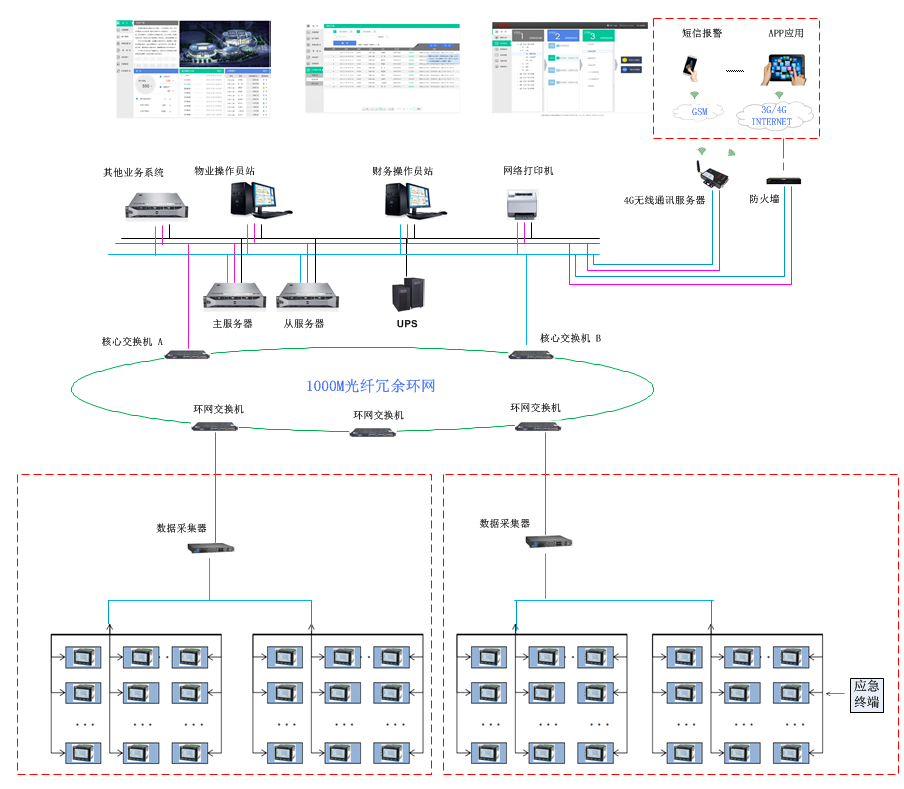 短信报警
APP应用
GSM
3G/4G
INTERNET
其他业务系统
物业操作员站
财务操作员站
网络打印机
4G无线通讯服务器
防火墙
主服务器
从服务器
UPS
核心交换机 A
核心交换机 B
1000M光纤冗余环网
环网交换机
环网交换机
环网交换机
数据采集器
数据采集器
应急
终端